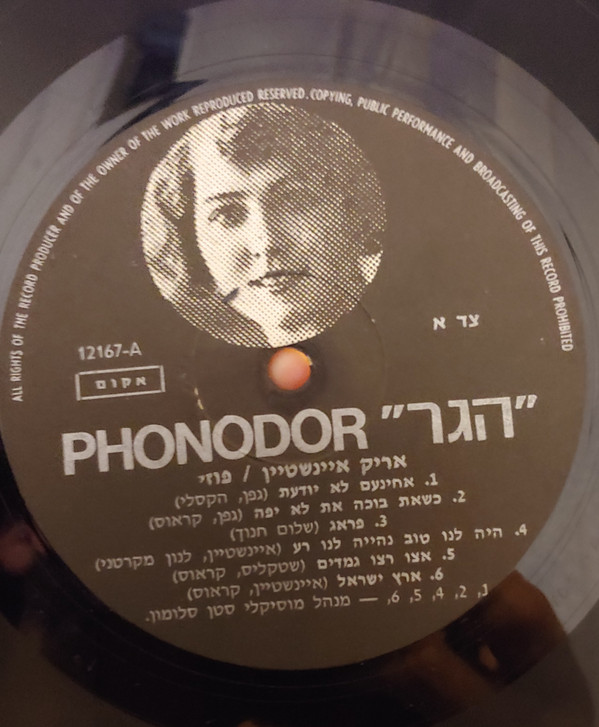 ALL RIGHTS OF THE RECORD PRODUCER AND OF THE OWNER OF THE WORK REPRODUCED RESERVED. COPYING, PUBLIC PERFORMANCE AND BROADCASTING OF THIS RECORD PROHIBITED
צד א
12167-A
אקום
PHONODOR "הגר"
אריק איינשטיין / פוזי
1. אחינעם לא יודעת (גפן, הקסלי)
2. כשאת בוכה את לא יפה (גפן, קראוס)
3. פראג (שלום חנוך)
4. היה לנו טוב נהייה לנו רע (איינשטיין, לנון מקרטני)
5. אצו רצו גמדים (שטקליס, קראוס)
6. ארץ ישראל (איינשטיין, קראוס)
1, 2, 4, 5, 6, — מנהל מוסיקלי סטן סלומון.